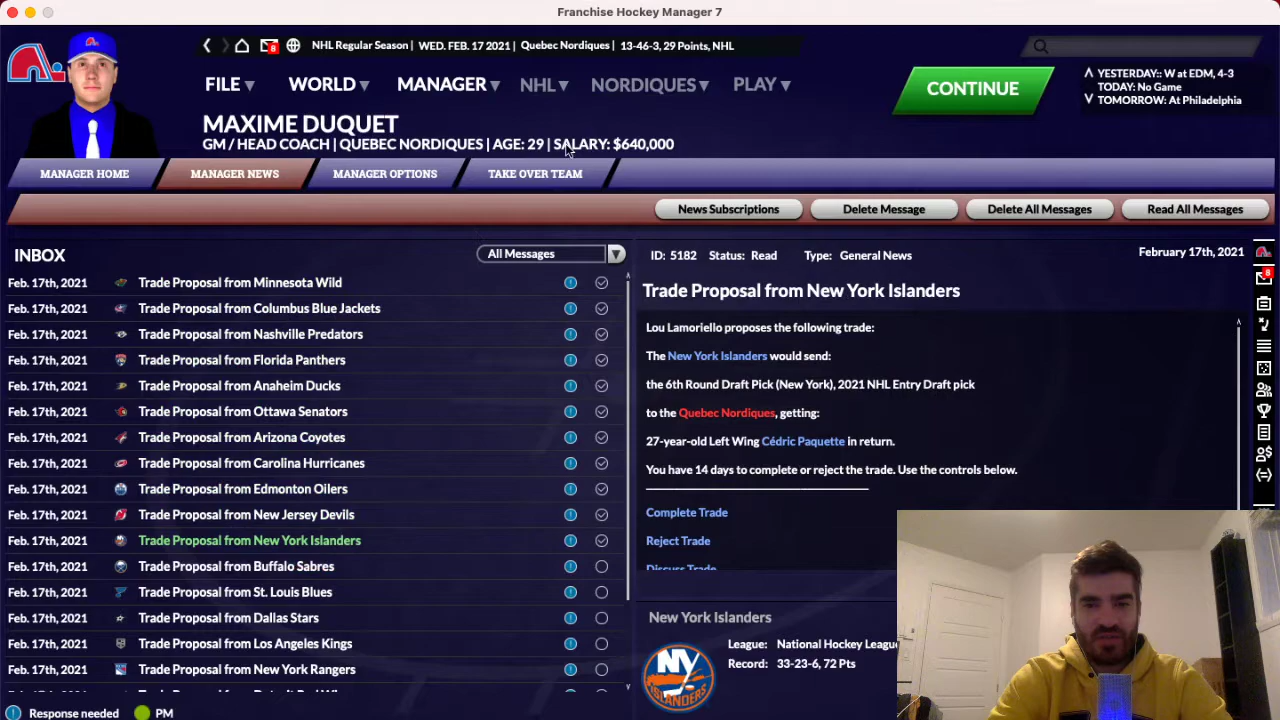 Franchise Hockey Manager 7
8 NHL Regular Season | WED. FEB. 17 2021 | Quebec Nordiques | 13-46-3, 29 Points, NHL
FILE WORLD MANAGER NHL NORDIQUES PLAY
CONTINUE
YESTERDAY:: W at EDM, 4-3
TODAY: No Game
TOMORROW: At Philadelphia
MAXIME DUQUET
GM / HEAD COACH | QUEBEC NORDIQUES | AGE: 29 | SALARY: $640,000
MANAGER HOME MANAGER NEWS MANAGER OPTIONS TAKE OVER TEAM
News Subscriptions Delete Message Delete All Messages Read All Messages
INBOX All Messages
Feb. 17th, 2021 Trade Proposal from Minnesota Wild
Feb. 17th, 2021 Trade Proposal from Columbus Blue Jackets
Feb. 17th, 2021 Trade Proposal from Nashville Predators
Feb. 17th, 2021 Trade Proposal from Florida Panthers
Feb. 17th, 2021 Trade Proposal from Anaheim Ducks
Feb. 17th, 2021 Trade Proposal from Ottawa Senators
Feb. 17th, 2021 Trade Proposal from Arizona Coyotes
Feb. 17th, 2021 Trade Proposal from Carolina Hurricanes
Feb. 17th, 2021 Trade Proposal from Edmonton Oilers
Feb. 17th, 2021 Trade Proposal from New Jersey Devils
Feb. 17th, 2021 Trade Proposal from New York Islanders
Feb. 17th, 2021 Trade Proposal from Buffalo Sabres
Feb. 17th, 2021 Trade Proposal from St. Louis Blues
Feb. 17th, 2021 Trade Proposal from Dallas Stars
Feb. 17th, 2021 Trade Proposal from Los Angeles Kings
Feb. 17th, 2021 Trade Proposal from New York Rangers
Response needed PM
ID: 5182 Status: Read Type: General News February 17th, 2021
8
Trade Proposal from New York Islanders
Lou Lamoriello proposes the following trade:
The New York Islanders would send:
the 6th Round Draft Pick (New York), 2021 NHL Entry Draft pick
to the Quebec Nordiques, getting:
27-year-old Left Wing Cédric Paquette in return.
You have 14 days to complete or reject the trade. Use the controls below.
Complete Trade
Reject Trade
Discuss Trade
New York Islanders
League: National Hockey League
Record: 33-23-6, 72 Pts
NY
ISLANDERS